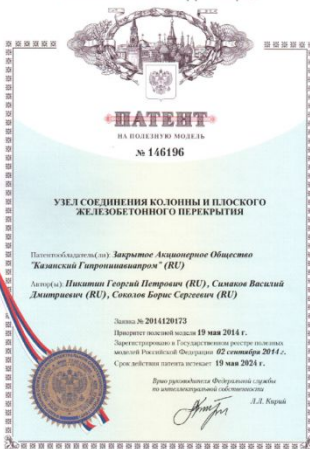 ПАТЕНТ
НА ПОЛЕЗНУЮ МОДЕЛЬ
№ 146196
УЗЕЛ СОЕДИНЕНИЯ КОЛОННЫ И ПЛОСКОГО
ЖЕЛЕЗОБЕТОННОГО ПЕРЕКРЫТИЯ
Патентообладатель(ли): Закрытое Акционерное Общество
"Казанский Гипронииавиапром" (RU)
Автор(ы): Никитин Георгий Петрович (RU), Симаков Василий
Дмитриевич (RU), Соколов Борис Сергеевич (RU)
Заявка № 2014120173
Приоритет полезной модели 19 мая 2014 г.
Зарегистрировано в Государственном реестре полезных
моделей Российской Федерации 02 сентября 2014 г.
Срок действия патента истекает 19 мая 2024 г.
Врио руководителя Федеральной службы
по интеллектуальной собственности
Л.Л. Кирий